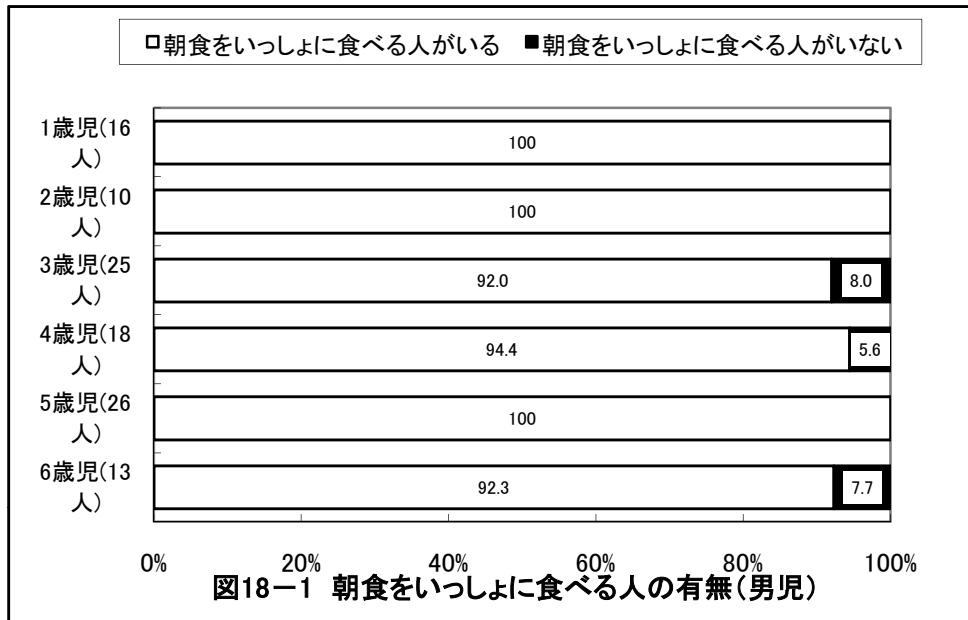 □朝食をいっしょに食べる人がいる ■朝食をいっしょに食べる人がいない
1歳児(16
人)
100
2歳児(10
人)
100
3歳児(25
人)
92.0 8.0
4歳児(18
人)
94.4 5.6
5歳児(26
人)
100
6歳児(13
人)
92.3 7.7
0% 20% 40% 60% 80% 100%
図18－1 朝食をいっしょに食べる人の有無(男児)